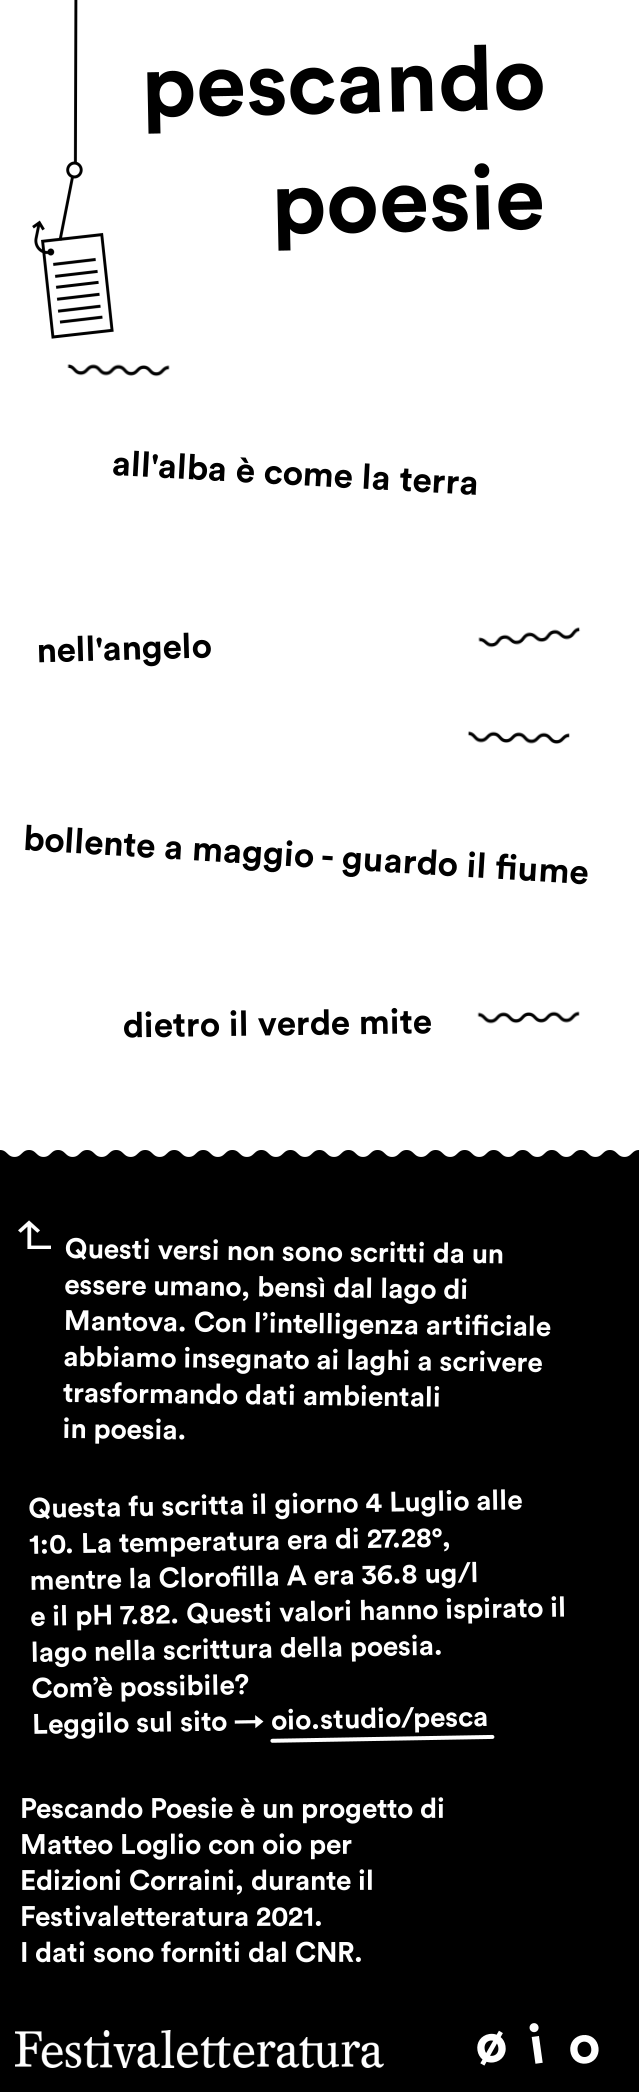 pescando
poesie
all'alba è come la terra
nell'angelo
bollente a maggio - guardo il fiume
dietro il verde mite
Questi versi non sono scritti da un
essere umano, bensì dal lago di
Mantova. Con l’intelligenza artificiale
abbiamo insegnato ai laghi a scrivere
trasformando dati ambientali
in poesia.
Questa fu scritta il giorno 4 Luglio alle
1:0. La temperatura era di 27.28°,
mentre la Clorofilla A era 36.8 ug/l
e il pH 7.82. Questi valori hanno ispirato il
lago nella scrittura della poesia.
Com’è possibile?
Leggilo sul sito → oio.studio/pesca
Pescando Poesie è un progetto di
Matteo Loglio con oio per
Edizioni Corraini, durante il
Festivaletteratura 2021.
I dati sono forniti dal CNR.
Festivaletteratura ø i o